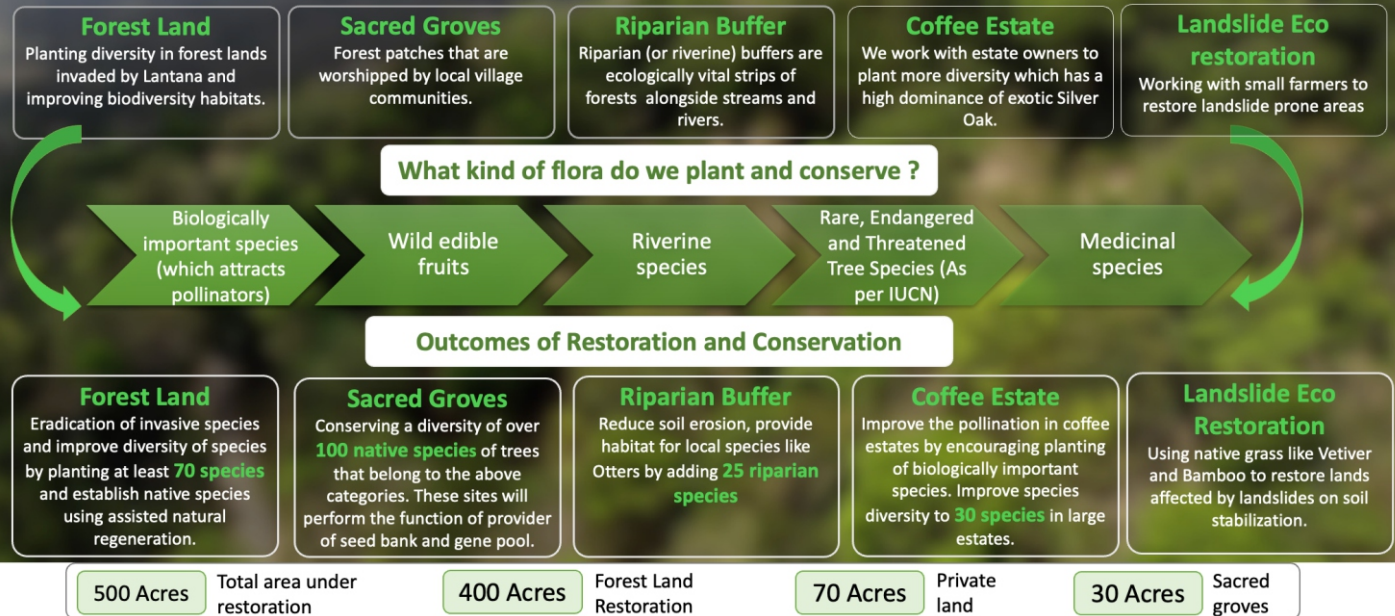 Forest Land
Planting diversity in forest lands
invaded by Lantana and
improving biodiversity habitats.
Sacred Groves
Forest patches that are
worshipped by local village
communities.
Riparian Buffer
Riparian (or riverine) buffers are
ecologically vital strips of
forests alongside streams and
rivers.
Coffee Estate
We work with estate owners to
plant more diversity which has a
high dominance of exotic Silver
Oak.
Landslide Eco
restoration
Working with small farmers to
restore landslide prone areas
What kind of flora do we plant and conserve ?
Biologically
important species
(which attracts
pollinators)
Wild edible
fruits
Riverine
species
Rare, Endangered
and Threatened
Tree Species (As
per IUCN)
Medicinal
species
Outcomes of Restoration and Conservation
Forest Land
Eradication of invasive species
and improve diversity of species
by planting at least 70 species
and establish native species
using assisted natural
regeneration.
Sacred Groves
Conserving a diversity of over
100 native species of trees
that belong to the above
categories. These sites will
perform the function of provider
of seed bank and gene pool.
Riparian Buffer
Reduce soil erosion, provide
habitat for local species like
Otters by adding 25 riparian
species
Coffee Estate
Improve the pollination in coffee
estates by encouraging planting
of biologically important
species. Improve species
diversity to 30 species in large
estates.
Landslide Eco
Restoration
Using native grass like Vetiver
and Bamboo to restore lands
affected by landslides on soil
stabilization.
500 Acres
Total area under
restoration
400 Acres
Forest Land
Restoration
70 Acres
Private
land
30 Acres
Sacred
groves